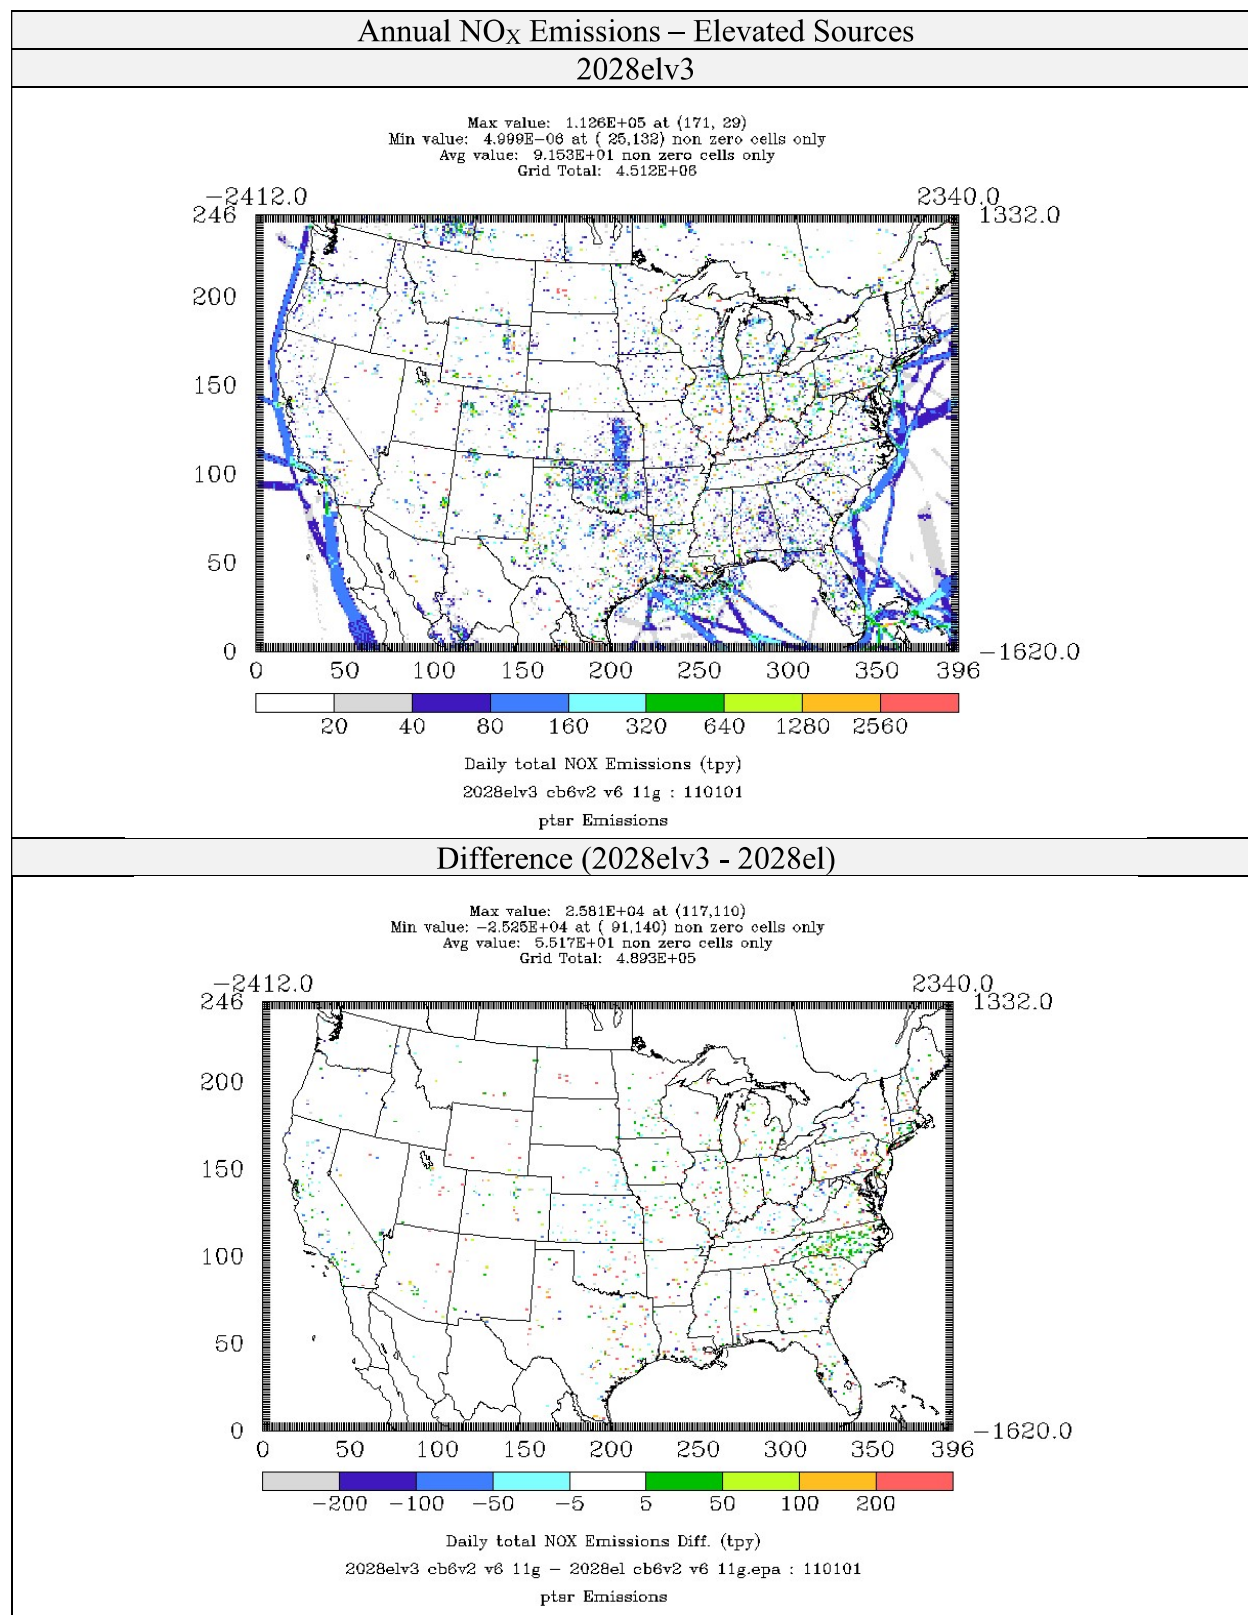 Annual NOX Emissions – Elevated Sources
2028elv3
Max value: 1.126E+05 at (171, 29)
Min value: 4.999E-06 at ( 25,132) non zero cells only
Avg value: 9.153E+01 non zero cells only
Grid Total: 4.512E+06
-2412.0 2340.0
246 1332.0
200
150
100
50
0 -1620.0
0 50 100 150 200 250 300 350 396
20 40 80 160 320 640 1280 2560
Daily total NOX Emissions (tpy)
2028elv3 cb6v2 v6 11g : 110101
ptsr Emissions
Difference (2028elv3 - 2028el)
Max value: 2.581E+04 at (117,110)
Min value: -2.525E+04 at ( 91,140) non zero cells only
Avg value: 5.517E+01 non zero cells only
Grid Total: 4.893E+05
-2412.0 2340.0
246 1332.0
200
150
100
50
0 -1620.0
0 50 100 150 200 250 300 350 396
-200 -100 -50 -5 5 50 100 200
Daily total NOX Emissions Diff. (tpy)
2028elv3 cb6v2 v6 11g - 2028el cb6v2 v6 11g.epa : 110101
ptsr Emissions